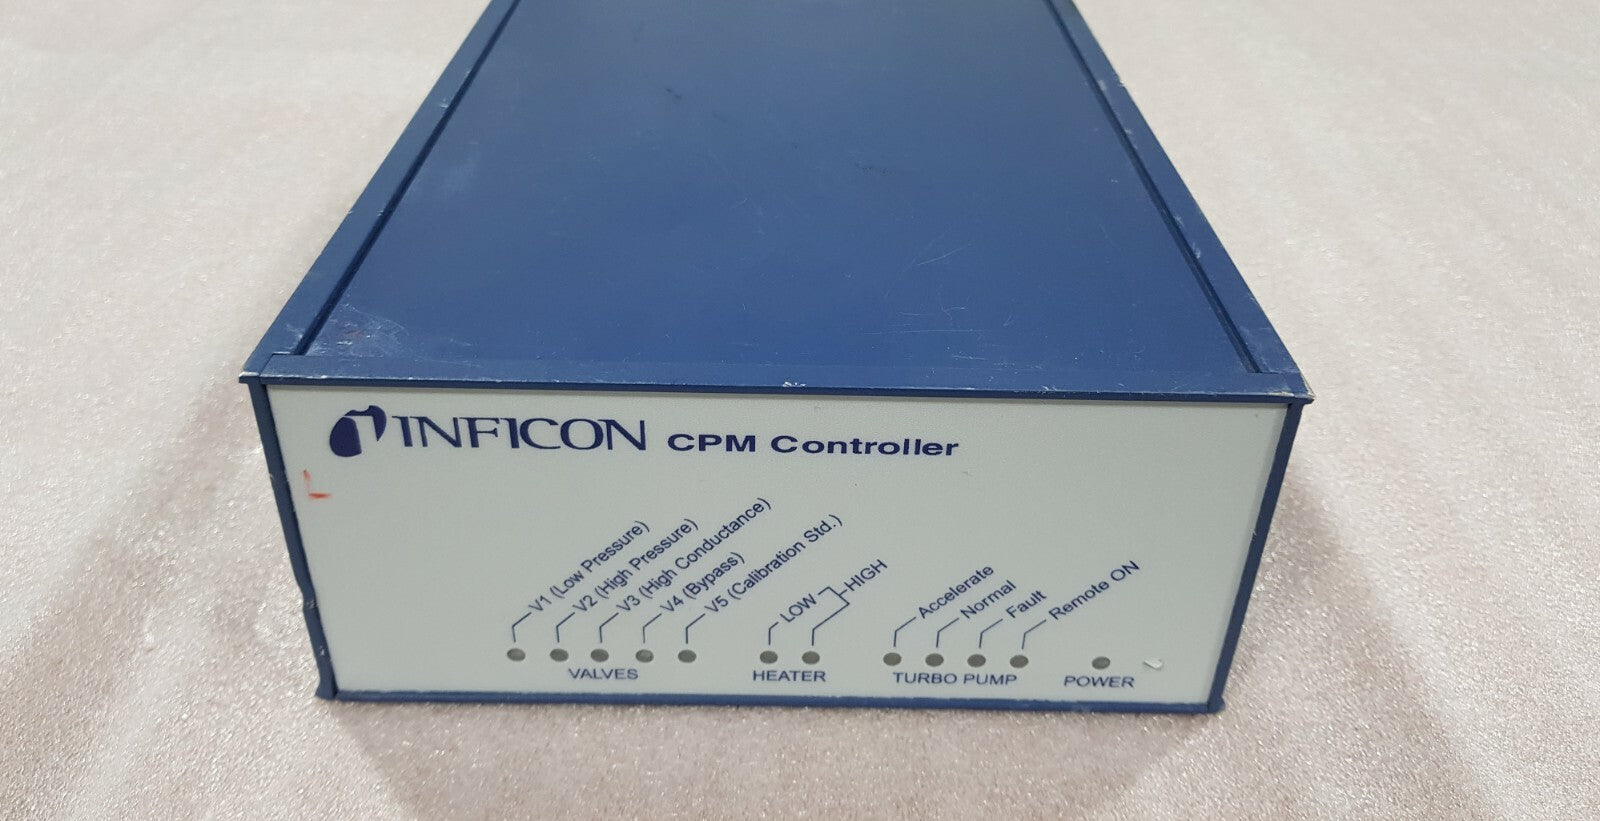 INFICON CPM Controller
V1 (Low Pressure)
V2 (High Pressure)
V3 (High Conductance)
V4 (Bypass)
V5 (Calibration Std.)
LOW
HIGH
Accelerate
Normal
Fault
Remote ON
VALVES
HEATER
TURBO PUMP
POWER